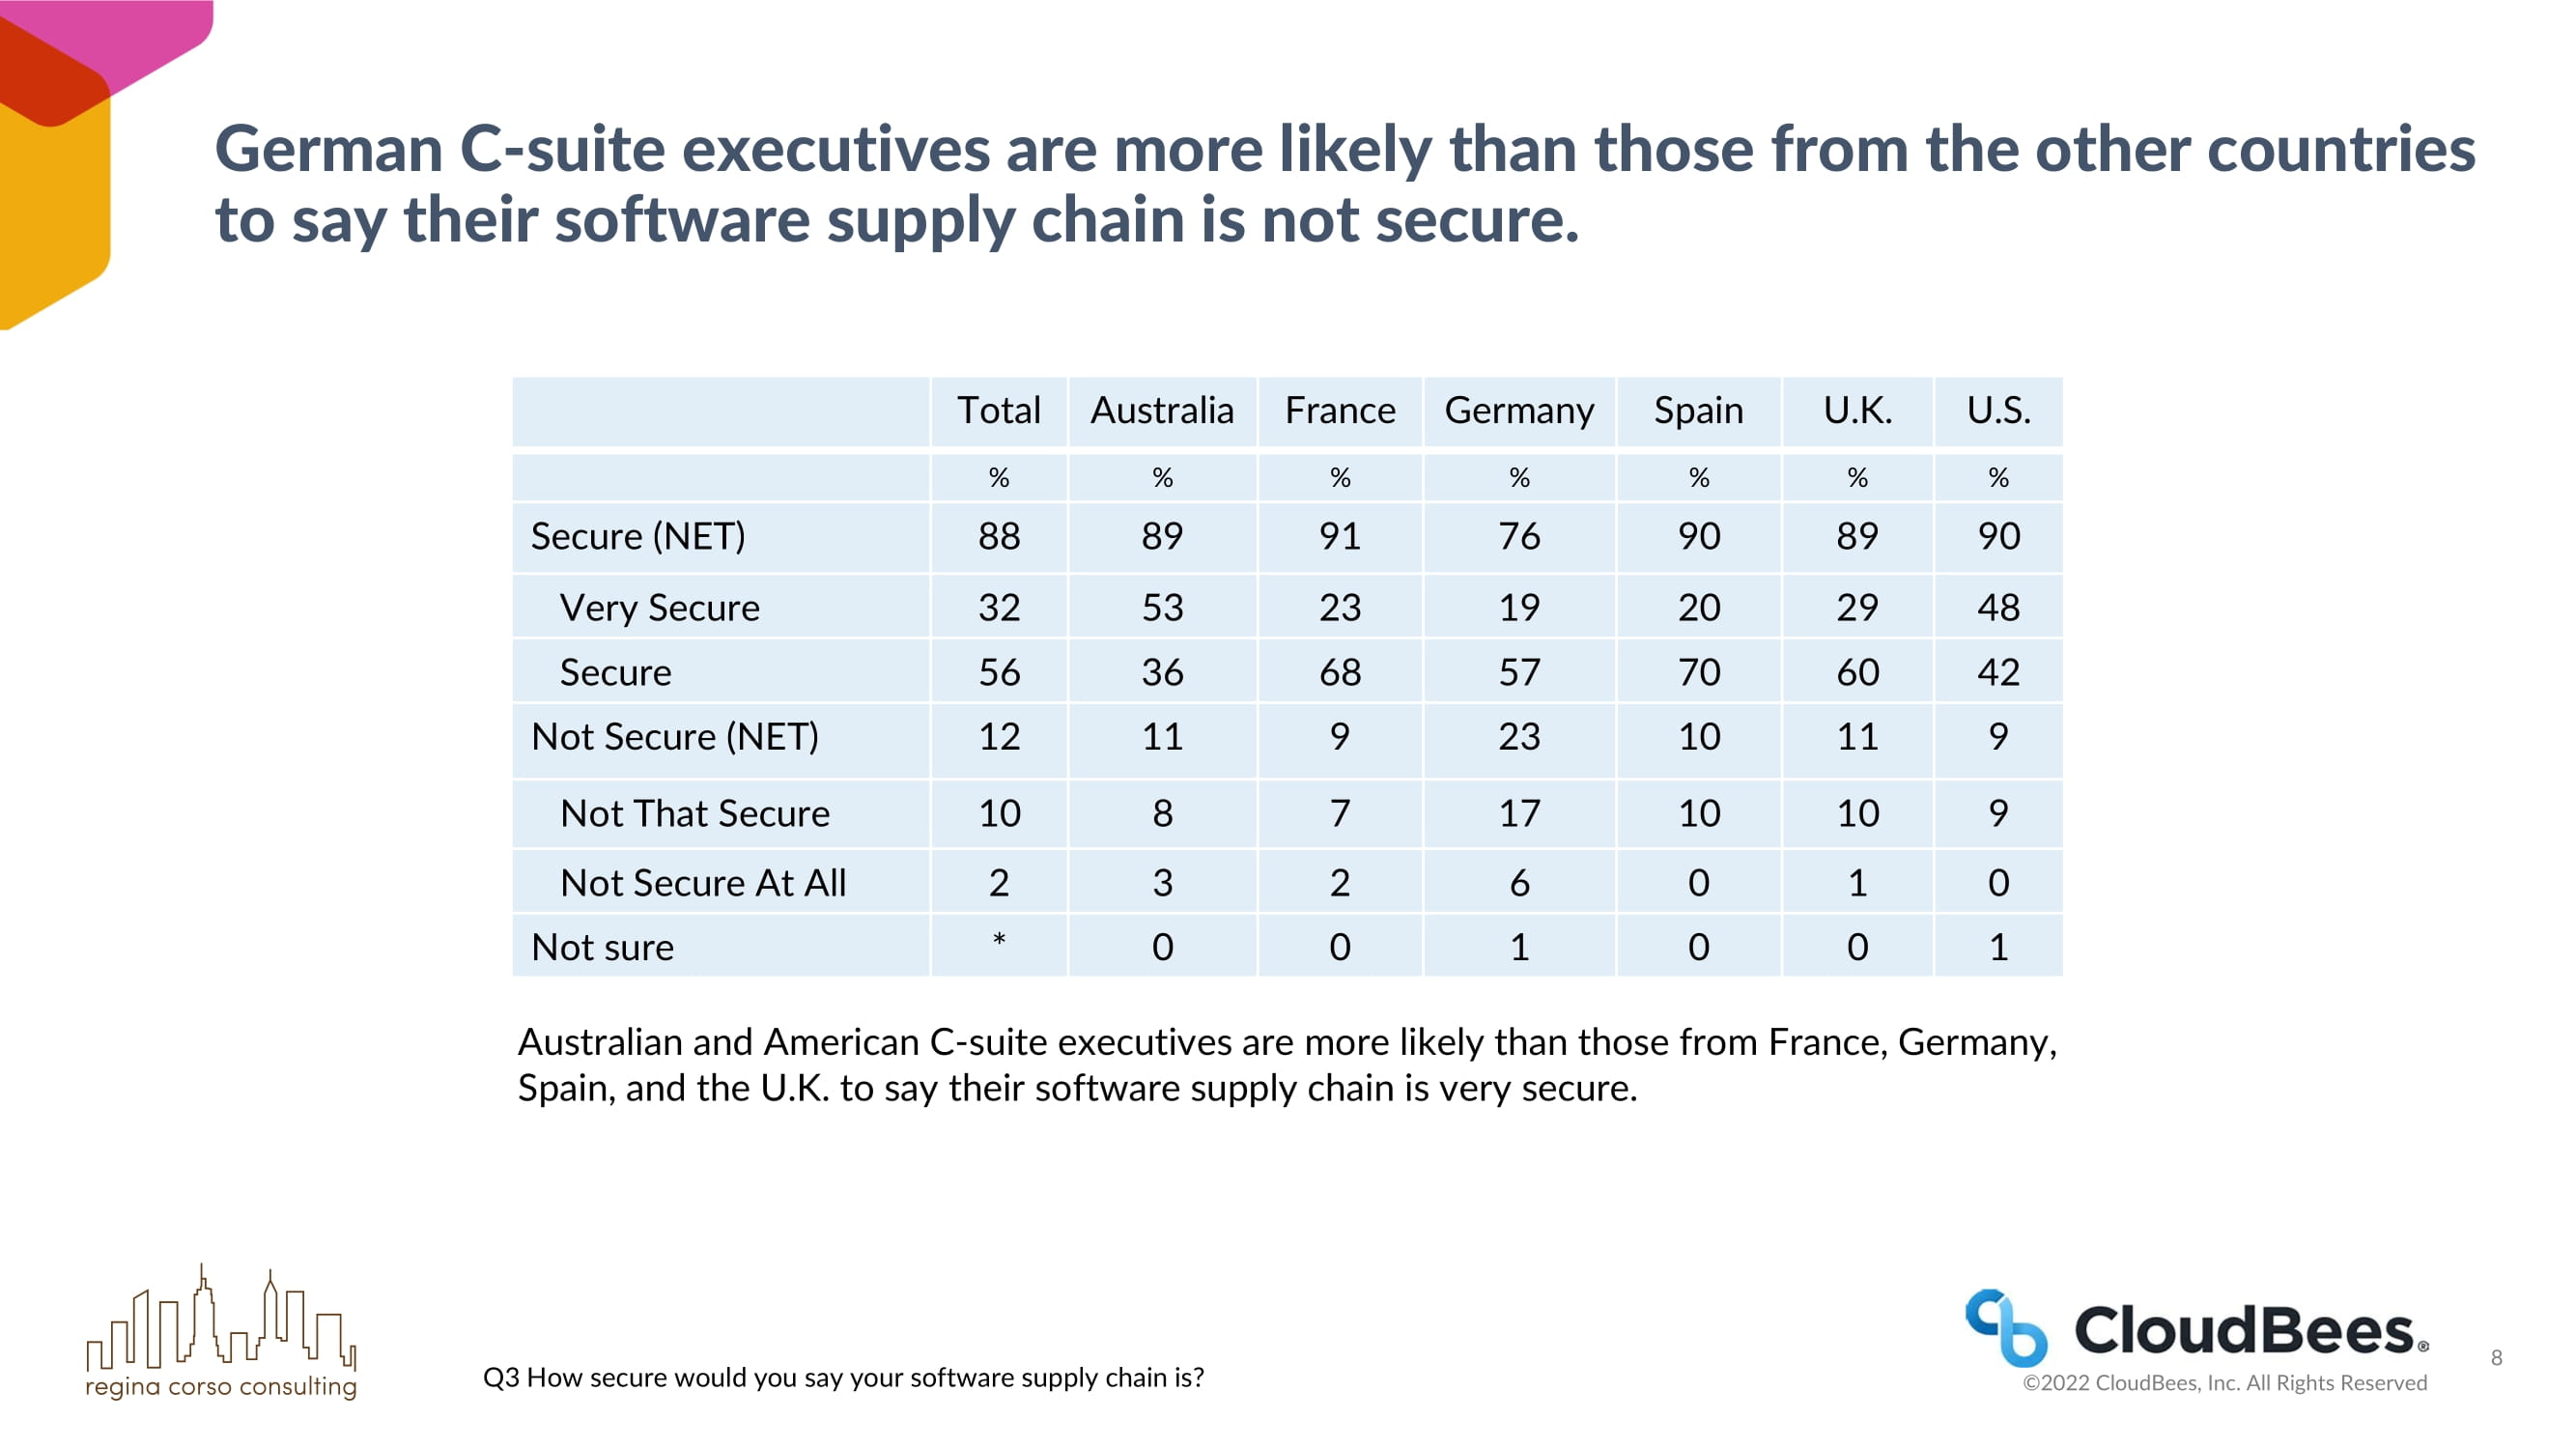 German C-suite executives are more likely than those from the other countries
to say their software supply chain is not secure.
Total Australia France Germany Spain U.K. U.S.
% % % % % % %
Secure (NET) 88 89 91 76 90 89 90
Very Secure 32 53 23 19 20 29 48
Secure 56 36 68 57 70 60 42
Not Secure (NET) 12 11 9 23 10 11 9
Not That Secure 10 8 7 17 10 10 9
Not Secure At All 2 3 2 6 0 1 0
Not sure * 0 0 1 0 0 1
Australian and American C-suite executives are more likely than those from France, Germany,
Spain, and the U.K. to say their software supply chain is very secure.
regina corso consulting
Q3 How secure would you say your software supply chain is?
CloudBees®
©2022 CloudBees, Inc. All Rights Reserved
8